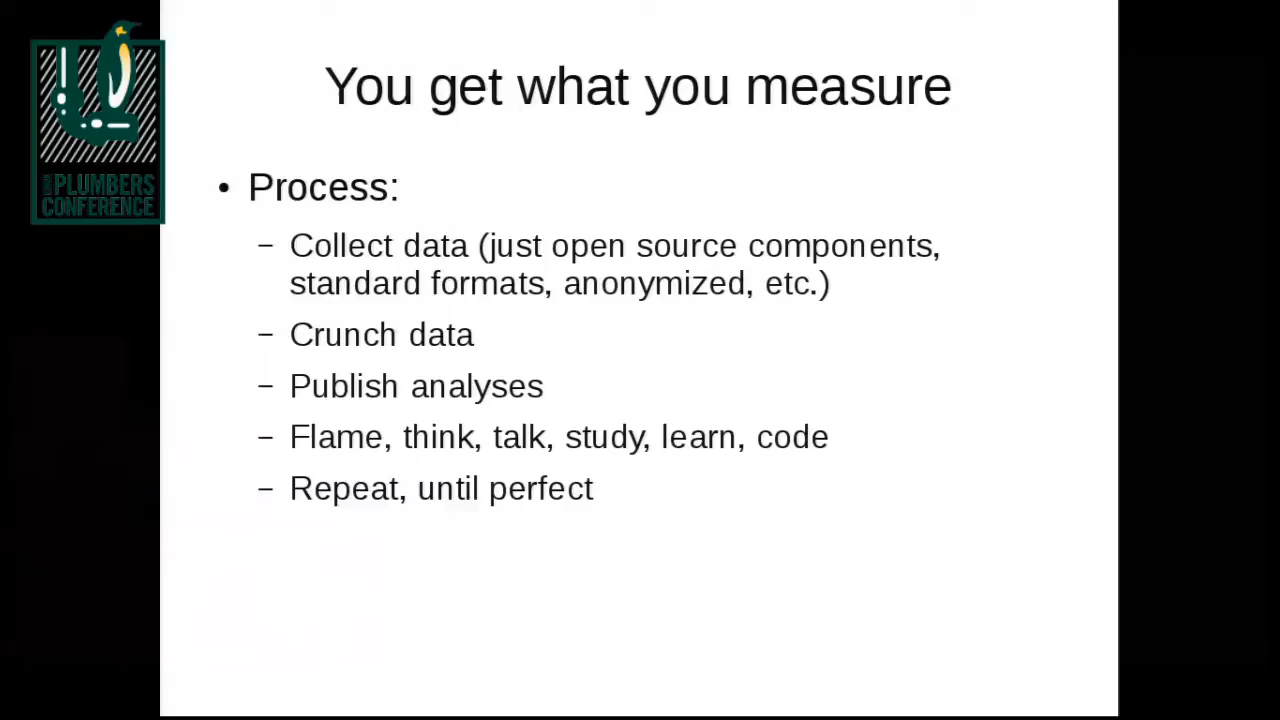 You get what you measure
• Process:
– Collect data (just open source components,
standard formats, anonymized, etc.)
– Crunch data
– Publish analyses
– Flame, think, talk, study, learn, code
– Repeat, until perfect
PLUMBERS
CONFERENCE